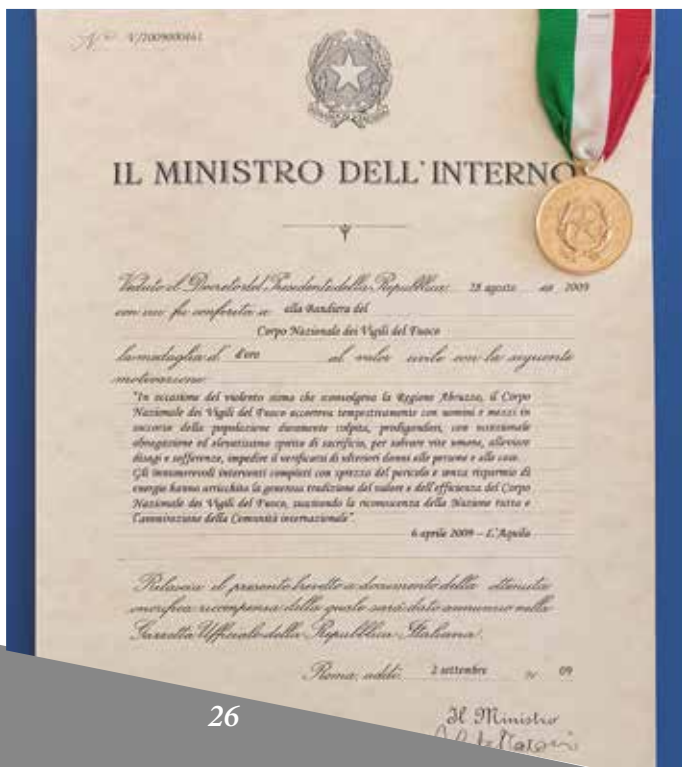 N° V/2009000461
IL MINISTRO DELL'INTERNO
Veduto il Decreto del Presidente della Repubblica: 28 agosto 2009
con cui fu conferita a alla Bandiera del
Corpo Nazionale dei Vigili del Fuoco
la medaglia d' oro al valor civile con la seguente
motivazione:
"In occasione del violento sisma che sconvolgeva la Regione Abruzzo, il Corpo
Nazionale dei Vigili del Fuoco accorreva tempestivamente con uomini e mezzi in
soccorso della popolazione duramente colpita, prodigandosi, con eccezionale
abnegazione ed elevatissimo spirito di sacrificio, per salvare vite umane, alleviare
disagi e sofferenze, impedire il verificarsi di ulteriori danni alle persone e alle cose.
Gli innumerevoli interventi compiuti con sprezzo del pericolo e senza risparmio di
energie hanno arricchito la generosa tradizione del valore e dell'efficienza del Corpo
Nazionale dei Vigili del Fuoco, suscitando la riconoscenza della Nazione tutta e
l'ammirazione della Comunità internazionale".
6 aprile 2009 – L'Aquila
Rilascia il presente brevetto a documento della ottenuta
onorifica ricompensa della quale sarà dato annunzio nella
Gazzetta Ufficiale della Repubblica Italiana.
Roma, addì 2 settembre 09
Il Ministro
26